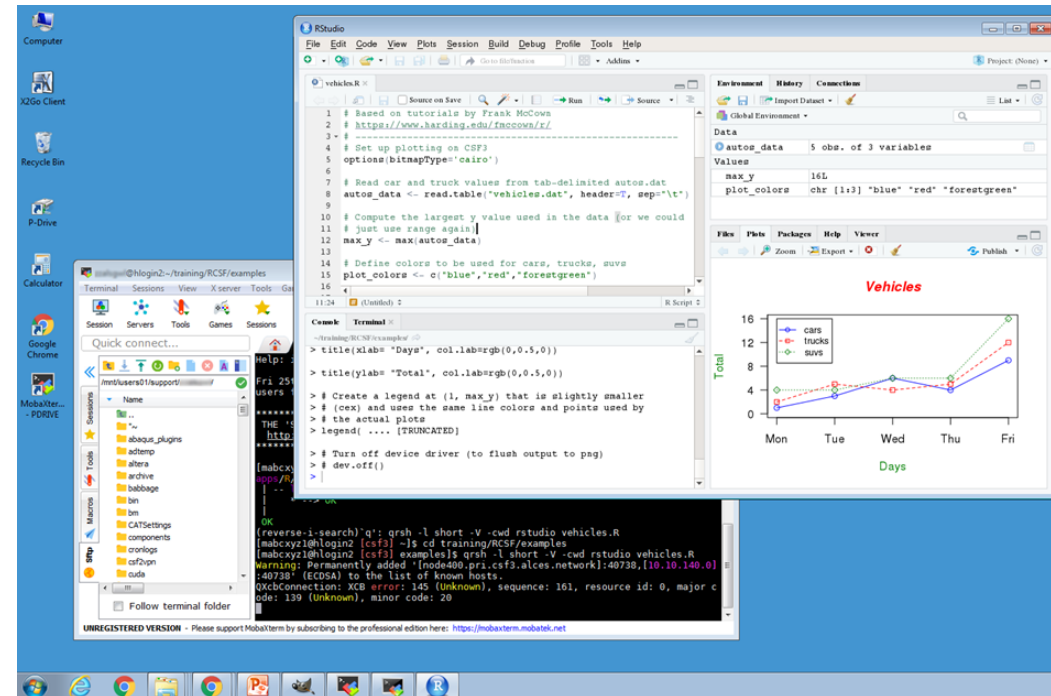 Computer
X2Go Client
Recycle Bin
P-Drive
Calculator
Google
Chrome
MobaXter...
- PDRIVE
RStudio
File Edit Code View Plots Session Build Debug Profile Tools Help
Go to file/function
Addins
Project: (None)
vehicles.R
Source on Save
Run
Source
1 # Based on tutorials by Frank McCown
2 # https://www.harding.edu/fmccown/r/
3 # -----------------------------------------------------
4 # Set up plotting on CSF3
5 options(bitmapType='cairo')
6
7 # Read car and truck values from tab-delimited autos.dat
8 autos_data <- read.table("vehicles.dat", header=T, sep="\t")
9
10 # Compute the largest y value used in the data (or we could
11 # just use range again)
12 max_y <- max(autos_data)
13
14 # Define colors to be used for cars, trucks, suvs
15 plot_colors <- c("blue","red","forestgreen")
16
11:24 (Untitled) R Script
Console Terminal
~/training/RCSF/examples/
> title(xlab= "Days", col.lab=rgb(0,0.5,0))
> title(ylab= "Total", col.lab=rgb(0,0.5,0))
> # Create a legend at (1, max_y) that is slightly smaller
> # (cex) and uses the same line colors and points used by
> # the actual plots
> legend( .... [TRUNCATED]
> # Turn off device driver (to flush output to png)
> # dev.off()
>
Environment History Connections
Import Dataset
List
Global Environment
Data
autos_data 5 obs. of 3 variables
Values
max_y 16L
plot_colors chr [1:3] "blue" "red" "forestgreen"
Files Plots Packages Help Viewer
Zoom Export Publish
Vehicles
cars
trucks
suvs
16
12
8
4
0
Total
Mon Tue Wed Thu Fri
Days
@hlogin2:~/training/RCSF/examples
Terminal Sessions View X server Tools
Session Servers Tools Games Sessions
Quick connect...
/mnt/iusers01/support/
Name
..
~
abaqus_plugins
adtemp
altera
archive
babbage
bin
bm
CATSettings
components
cronlogs
csf2vpn
cuda
Sessions
Tools
Macros
Sftp
Follow terminal folder
Help:
Fri 25t
users
*******
THE
http
*******
[mabcxy
apps/R/
| --
| * --> OK
|
OK
(reverse-i-search)`q': qrsh -l short -V -cwd rstudio vehicles.R
[mabcxyz1@hlogin2 [csf3] ~]$ cd training/RCSF/examples
[mabcxyz1@hlogin2 [csf3] examples]$ qrsh -l short -V -cwd rstudio vehicles.R
Warning: Permanently added '[node400.pri.csf3.alces.network]:40738,[10.10.140.0]
:40738' (ECDSA) to the list of known hosts.
QXcbConnection: XCB error: 145 (Unknown), sequence: 161, resource id: 0, major c
ode: 139 (Unknown), minor code: 20
UNREGISTERED VERSION - Please support MobaXterm by subscribing to the professional edition here: https://mobaxterm.mobatek.net